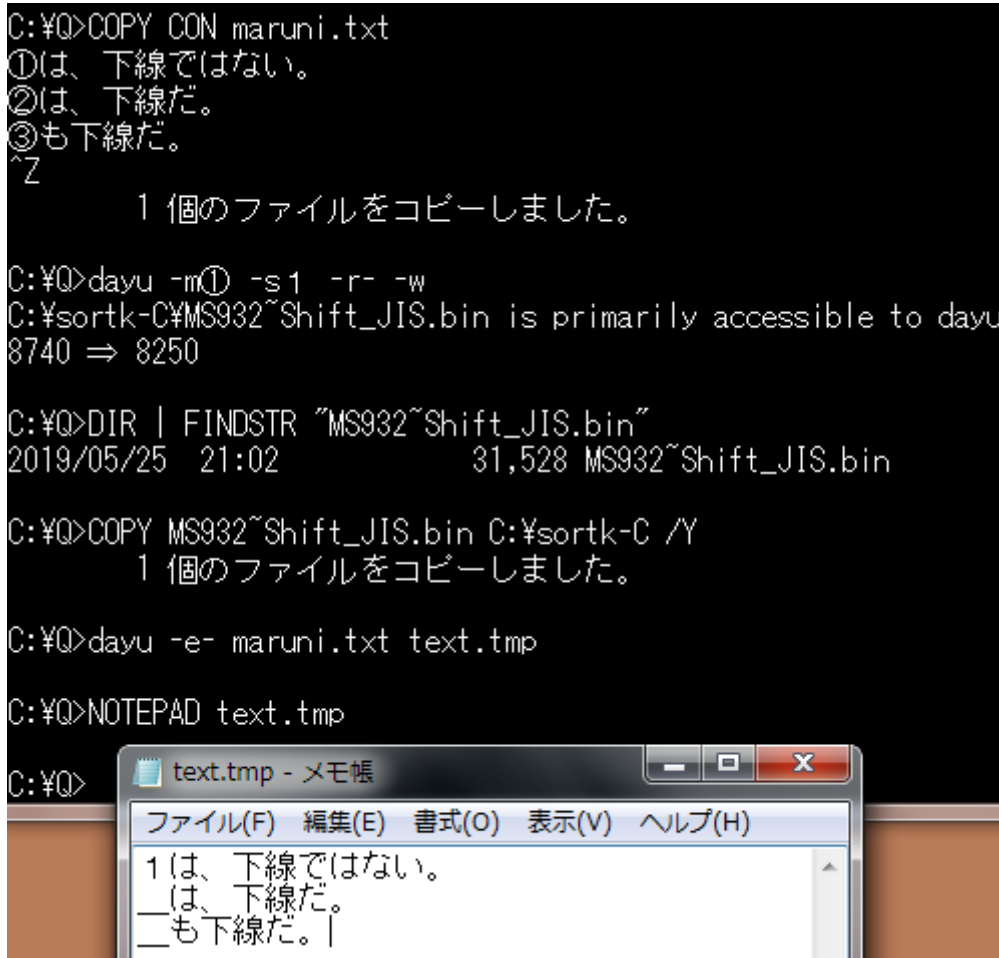 C:¥Q>COPY CON maruni.txt
①は、下線ではない。
②は、下線だ。
③も下線だ。
^Z
1 個のファイルをコピーしました。
C:¥Q>dayu -m① -s１ -r- -w
C:¥sortk-C¥MS932~Shift_JIS.bin is primarily accessible to dayu
8740 ⇒ 8250
C:¥Q>DIR | FINDSTR "MS932~Shift_JIS.bin"
2019/05/25 21:02 31,528 MS932~Shift_JIS.bin
C:¥Q>COPY MS932~Shift_JIS.bin C:¥sortk-C /Y
1 個のファイルをコピーしました。
C:¥Q>dayu -e- maruni.txt text.tmp
C:¥Q>NOTEPAD text.tmp
C:¥Q>
text.tmp - メモ帳
ファイル(F) 編集(E) 書式(O) 表示(V) ヘルプ(H)
１は、下線ではない。
＿は、下線だ。
＿も下線だ。